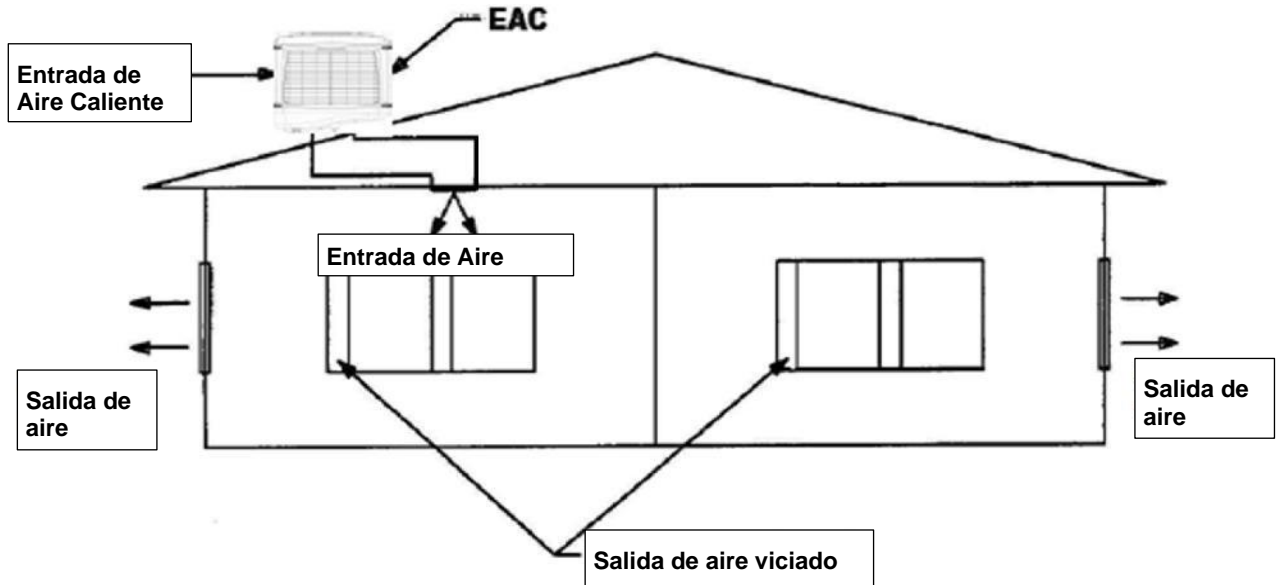 EAC
Entrada de
Aire Caliente
Entrada de Aire
Salida de
aire
Salida de
aire
Salida de aire viciado